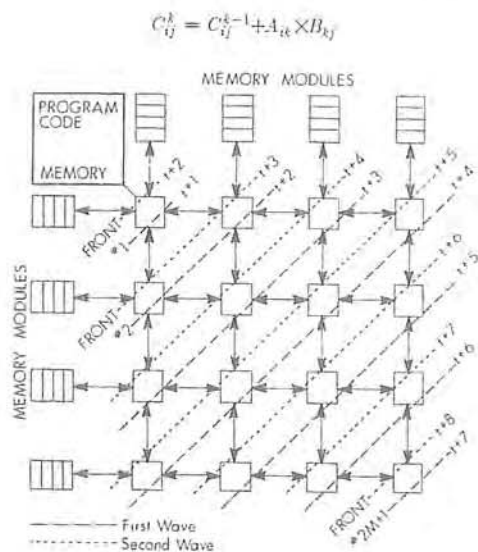 C_{ij}^{k} = C_{ij}^{k-1} + A_{ik} × B_{kj}
MEMORY MODULES
PROGRAM
CODE
MEMORY
t+2
t+1
t+3
t+2
t+4
t+3
t+5
t+4
FRONT
#1
t+6
t+5
MEMORY MODULES
FRONT
#2
t+7
t+6
t+8
t+7
FRONT
#2M+1
First Wave
Second Wave